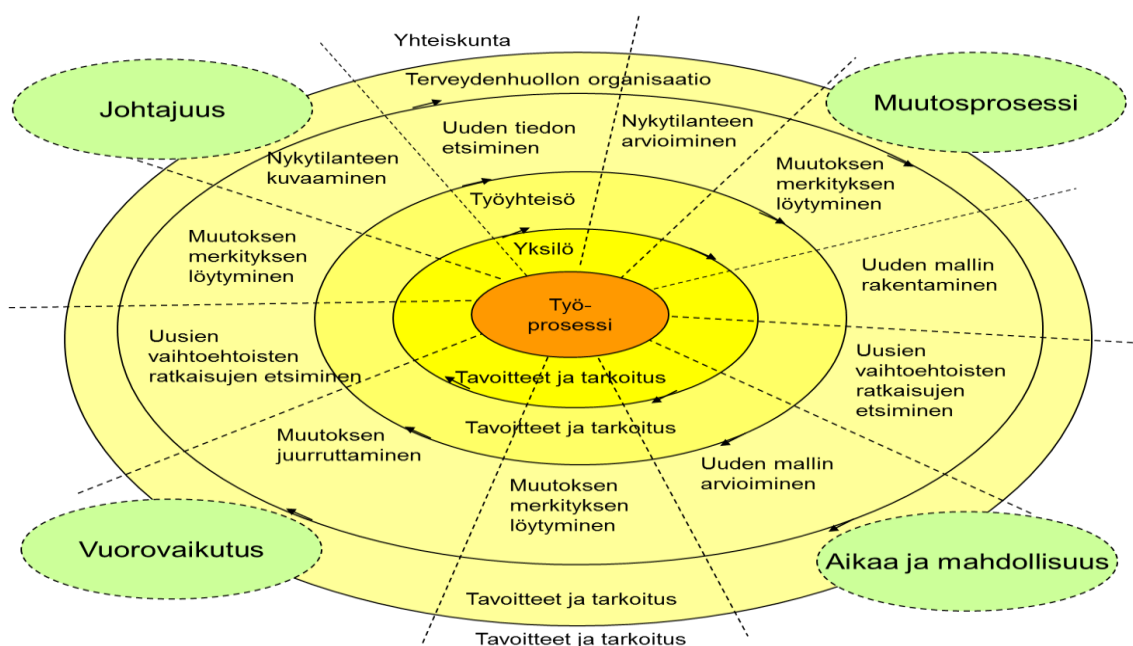 Yhteiskunta
Terveydenhuollon organisaatio
Johtajuus
Muutosprosessi
Uuden tiedon
etsiminen
Nykytilanteen
arvioiminen
Nykytilanteen
kuvaaminen
Muutoksen
merkityksen
löytyminen
Työyhteisö
Muutoksen
merkityksen
löytyminen
Yksilö
Uuden mallin
rakentaminen
Työ-
prosessi
Uusien
vaihtoehtoisten
ratkaisujen etsiminen
Uusien
vaihtoehtoisten
ratkaisujen
etsiminen
Tavoitteet ja tarkoitus
Tavoitteet ja tarkoitus
Muutoksen
juurruttaminen
Uuden mallin
arvioiminen
Muutoksen
merkityksen
löytyminen
Vuorovaikutus
Aikaa ja mahdollisuus
Tavoitteet ja tarkoitus
Tavoitteet ja tarkoitus